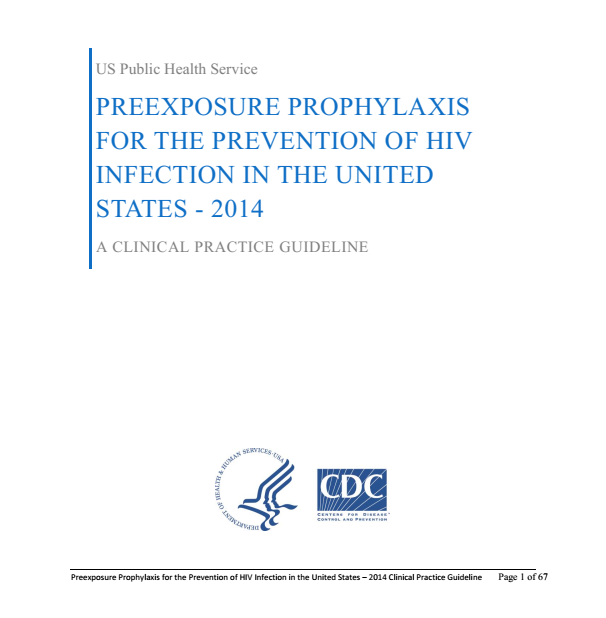 US Public Health Service
PREEXPOSURE PROPHYLAXIS
FOR THE PREVENTION OF HIV
INFECTION IN THE UNITED
STATES - 2014
A CLINICAL PRACTICE GUIDELINE
DEPARTMENT OF HEALTH & HUMAN SERVICES·USA
CDC
CENTERS FOR DISEASE
CONTROL AND PREVENTION
Preexposure Prophylaxis for the Prevention of HIV Infection in the United States – 2014 Clinical Practice Guideline Page 1 of 67